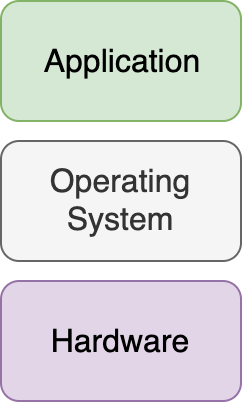 Application
Operating
System
Hardware